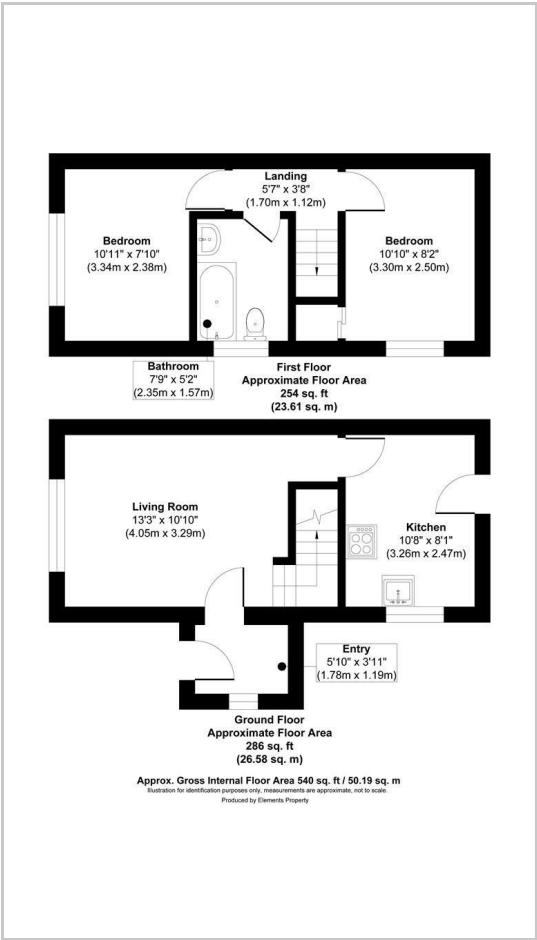 Landing
5'7" x 3'8"
(1.70m x 1.12m)
Bedroom
10'11" x 7'10"
(3.34m x 2.38m)
Bedroom
10'10" x 8'2"
(3.30m x 2.50m)
Bathroom
7'9" x 5'2"
(2.35m x 1.57m)
First Floor
Approximate Floor Area
254 sq. ft
(23.61 sq. m)
Living Room
13'3" x 10'10"
(4.05m x 3.29m)
Kitchen
10'8" x 8'1"
(3.26m x 2.47m)
Entry
5'10" x 3'11"
(1.78m x 1.19m)
Ground Floor
Approximate Floor Area
286 sq. ft
(26.58 sq. m)
Approx. Gross Internal Floor Area 540 sq. ft / 50.19 sq. m
Illustration for identification purposes only, measurements are approximate, not to scale.
Produced by Elements Property